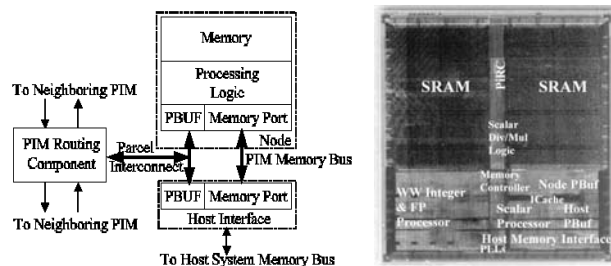 Memory
Processing
Logic
PBUF Memory Port
Node
To Neighboring PIM
PIM Routing
Component
Parcel
Interconnect
PIM Memory Bus
PBUF Memory Port
Host Interface
To Neighboring PIM
To Host System Memory Bus
SRAM
PiRC
SRAM
Scalar
Div/Mul
Logic
Memory
Controller
Node PBuf
WW Integer
& FP
Processor
ICache
Scalar
Processor
Host
PBuf
Host Memory Interface
PLLs